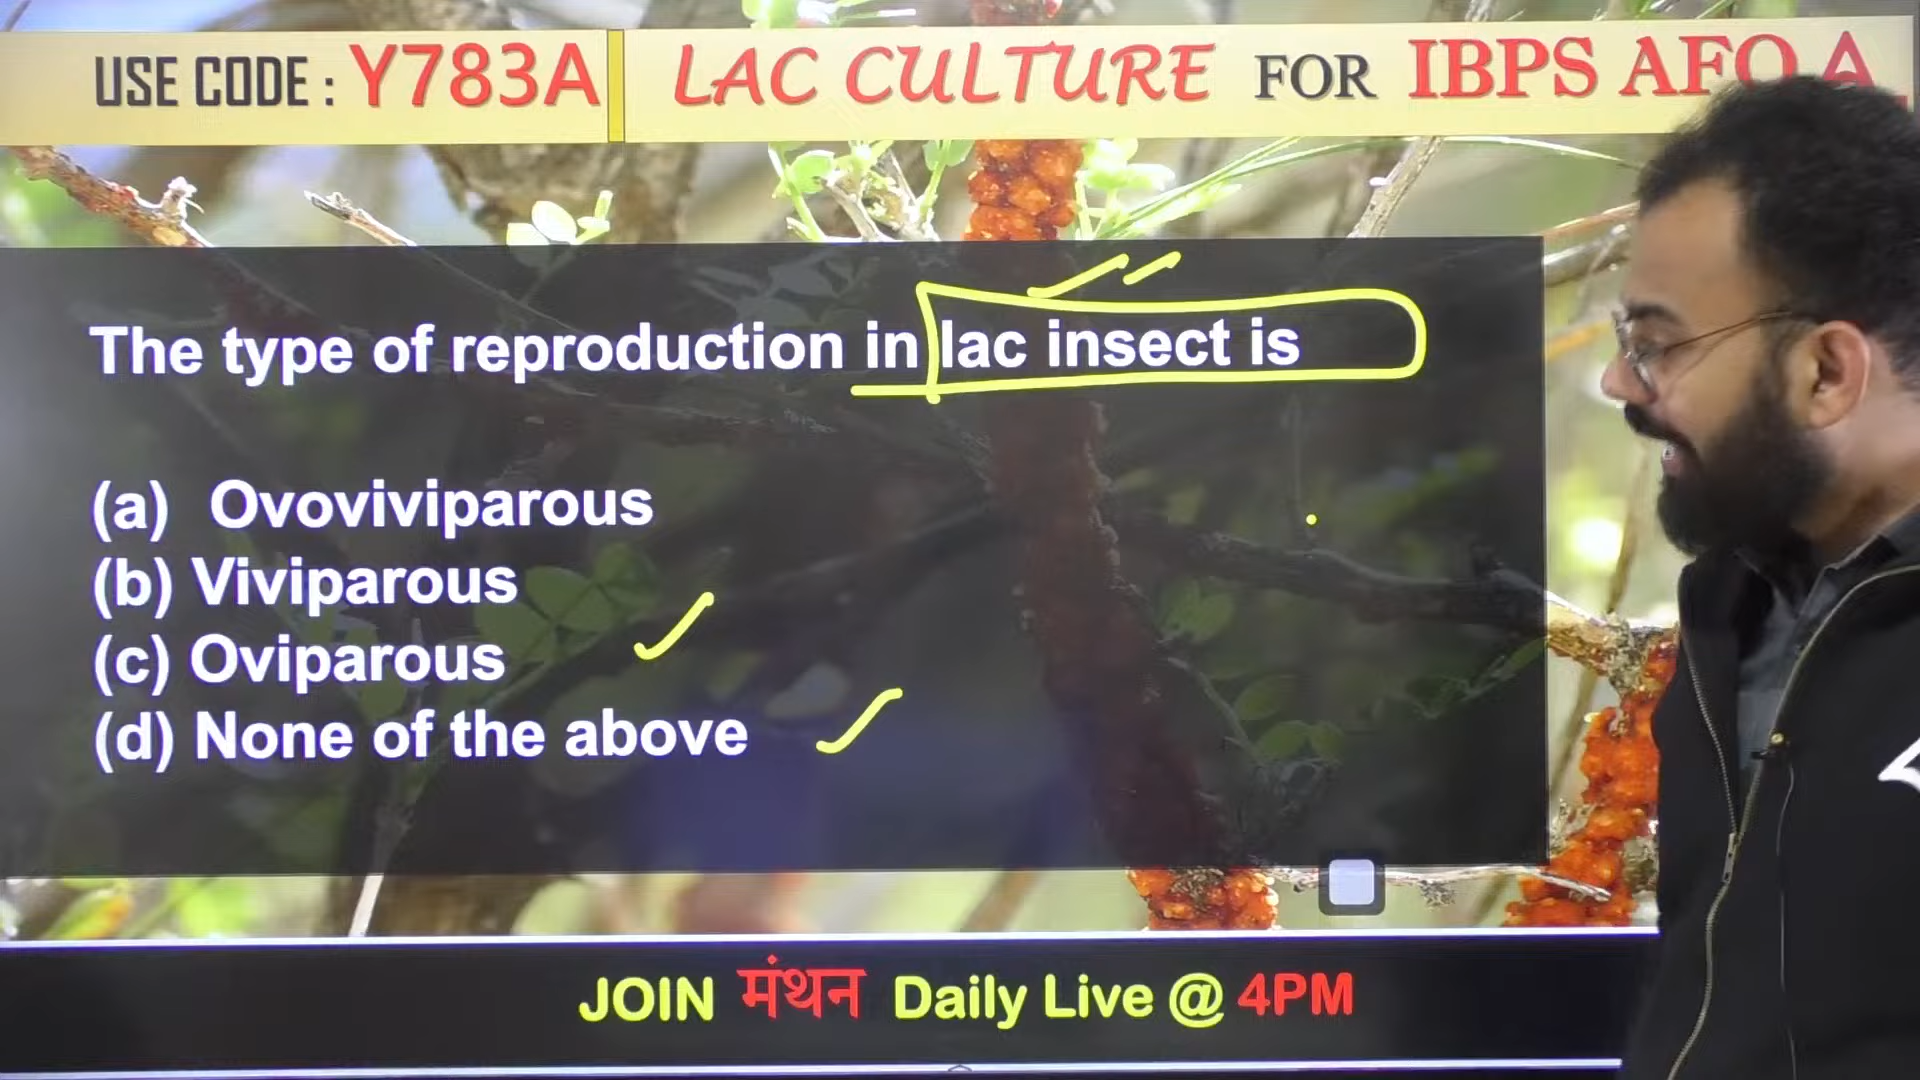 USE CODE : Y783A LAC CULTURE FOR IBPS AFO
The type of reproduction in lac insect is
(a) Ovoviviparous
(b) Viviparous
(c) Oviparous
(d) None of the above
JOIN मंथन Daily Live @ 4PM